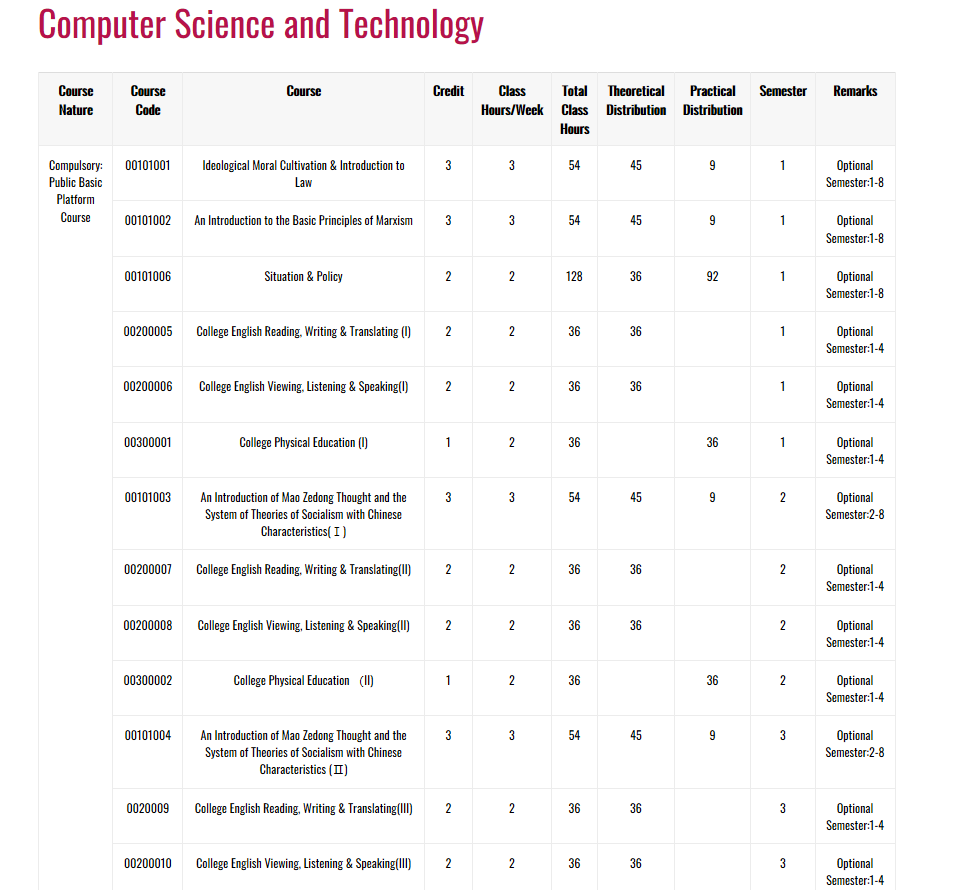 Computer Science and Technology
Course Nature | Course Code | Course | Credit | Class Hours/Week | Total Class Hours | Theoretical Distribution | Practical Distribution | Semester | Remarks
Compulsory: Public Basic Platform Course | 00101001 | Ideological Moral Cultivation & Introduction to Law | 3 | 3 | 54 | 45 | 9 | 1 | Optional Semester:1-8
00101002 | An Introduction to the Basic Principles of Marxism | 3 | 3 | 54 | 45 | 9 | 1 | Optional Semester:1-8
00101006 | Situation & Policy | 2 | 2 | 128 | 36 | 92 | 1 | Optional Semester:1-8
00200005 | College English Reading, Writing & Translating (I) | 2 | 2 | 36 | 36 | | 1 | Optional Semester:1-4
00200006 | College English Viewing, Listening & Speaking(I) | 2 | 2 | 36 | 36 | | 1 | Optional Semester:1-4
00300001 | College Physical Education (I) | 1 | 2 | 36 | | 36 | 1 | Optional Semester:1-4
00101003 | An Introduction of Mao Zedong Thought and the System of Theories of Socialism with Chinese Characteristics(Ⅰ) | 3 | 3 | 54 | 45 | 9 | 2 | Optional Semester:2-8
00200007 | College English Reading, Writing & Translating(II) | 2 | 2 | 36 | 36 | | 2 | Optional Semester:1-4
00200008 | College English Viewing, Listening & Speaking(II) | 2 | 2 | 36 | 36 | | 2 | Optional Semester:1-4
00300002 | College Physical Education （II) | 1 | 2 | 36 | | 36 | 2 | Optional Semester:1-4
00101004 | An Introduction of Mao Zedong Thought and the System of Theories of Socialism with Chinese Characteristics (Ⅱ) | 3 | 3 | 54 | 45 | 9 | 3 | Optional Semester:2-8
0020009 | College English Reading, Writing & Translating(III) | 2 | 2 | 36 | 36 | | 3 | Optional Semester:1-4
00200010 | College English Viewing, Listening & Speaking(III) | 2 | 2 | 36 | 36 | | 3 | Optional Semester:1-4